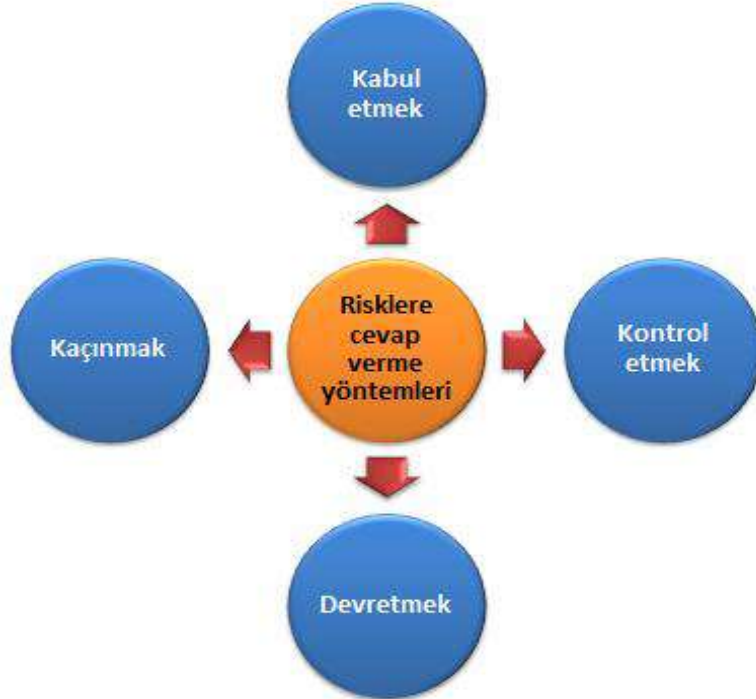 Kabul
etmek
Kaçınmak
Risklere
cevap
verme
yöntemleri
Kontrol
etmek
Devretmek